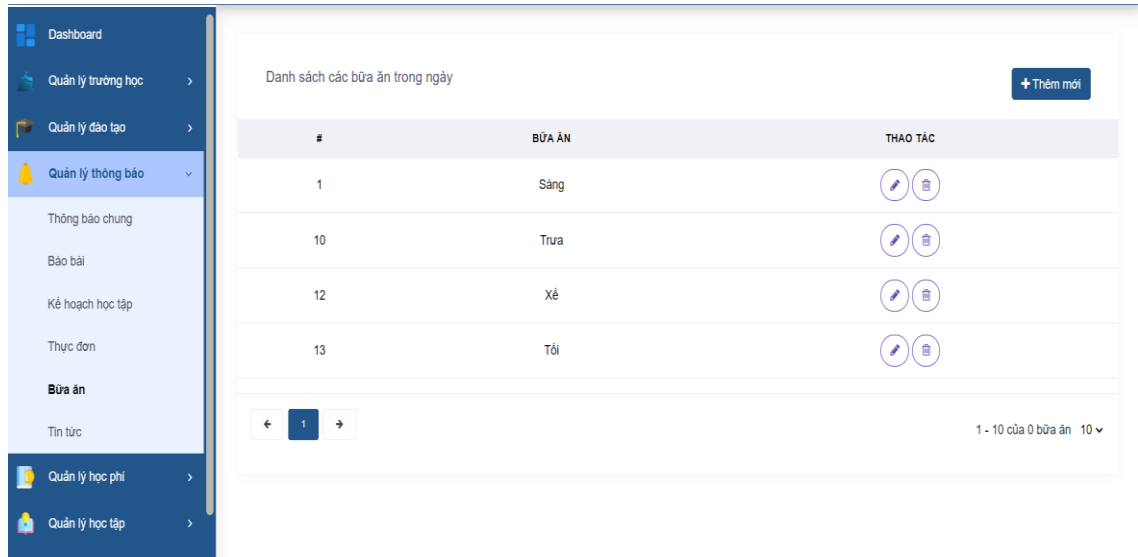 Dashboard
Quản lý trường học
Quản lý đào tạo
Quản lý thông báo
Thông báo chung
Báo bài
Kế hoạch học tập
Thực đơn
Bữa ăn
Tin tức
Quản lý học phí
Quản lý học tập
Danh sách các bữa ăn trong ngày
+ Thêm mới
# BỮA ĂN THAO TÁC
1 Sáng
10 Trưa
12 Xế
13 Tối
1
1 - 10 của 0 bữa ăn 10